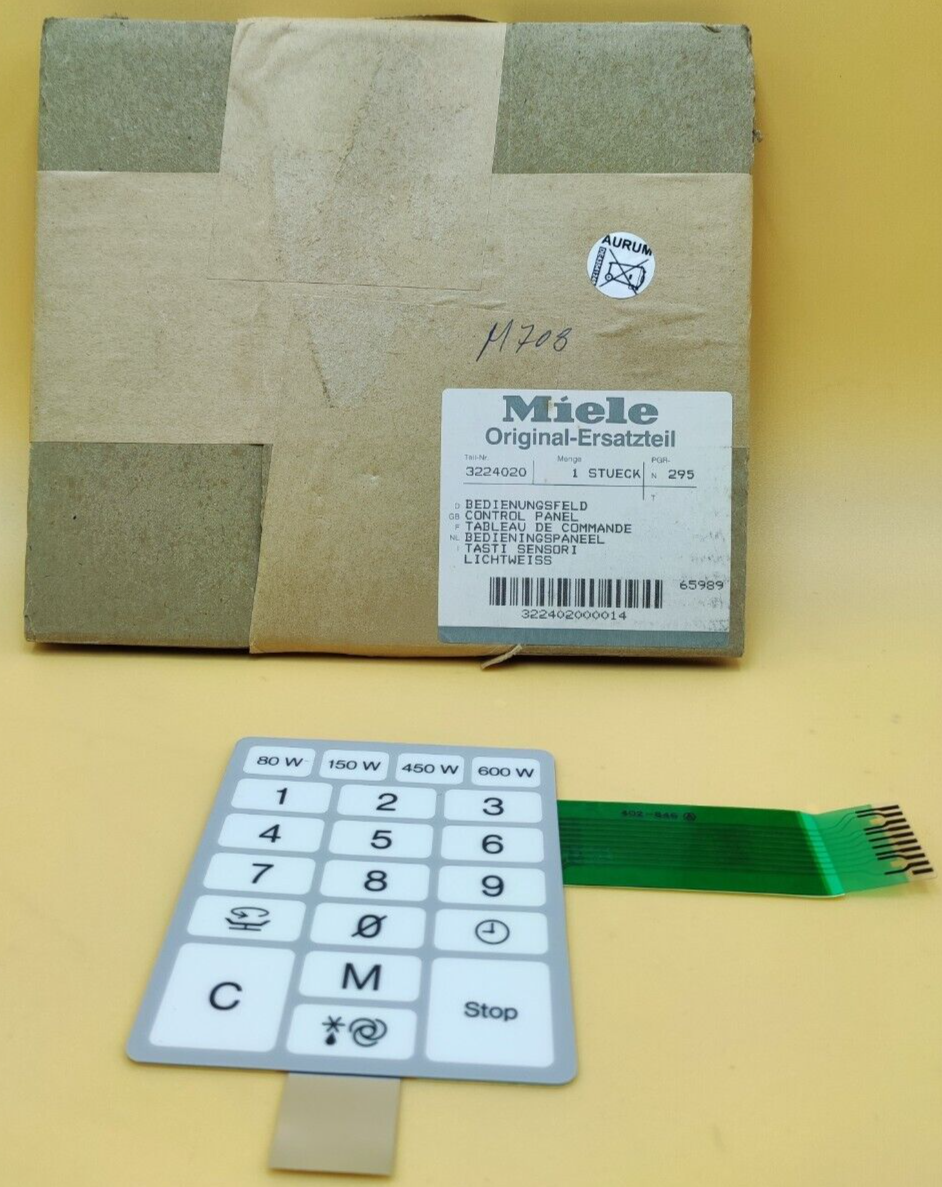 AURUM
M708
Miele
Original-Ersatzteil
Teil-Nr. Menge PGR-
3224020 1 STUECK N 295
T
D BEDIENUNGSFELD
GB CONTROL PANEL
F TABLEAU DE COMMANDE
NL BEDIENINGSPANEEL
I TASTI SENSORI
LICHTWEISS
65989
322402000014
80 W 150 W 450 W 600 W
1 2 3
4 5 6
7 8 9
Ø
M
C Stop